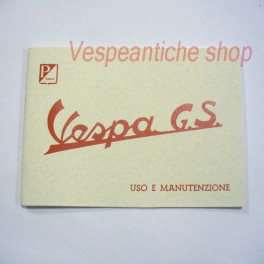 Vespeantiche shop
P
Vespa G.S.
USO E MANUTENZIONE